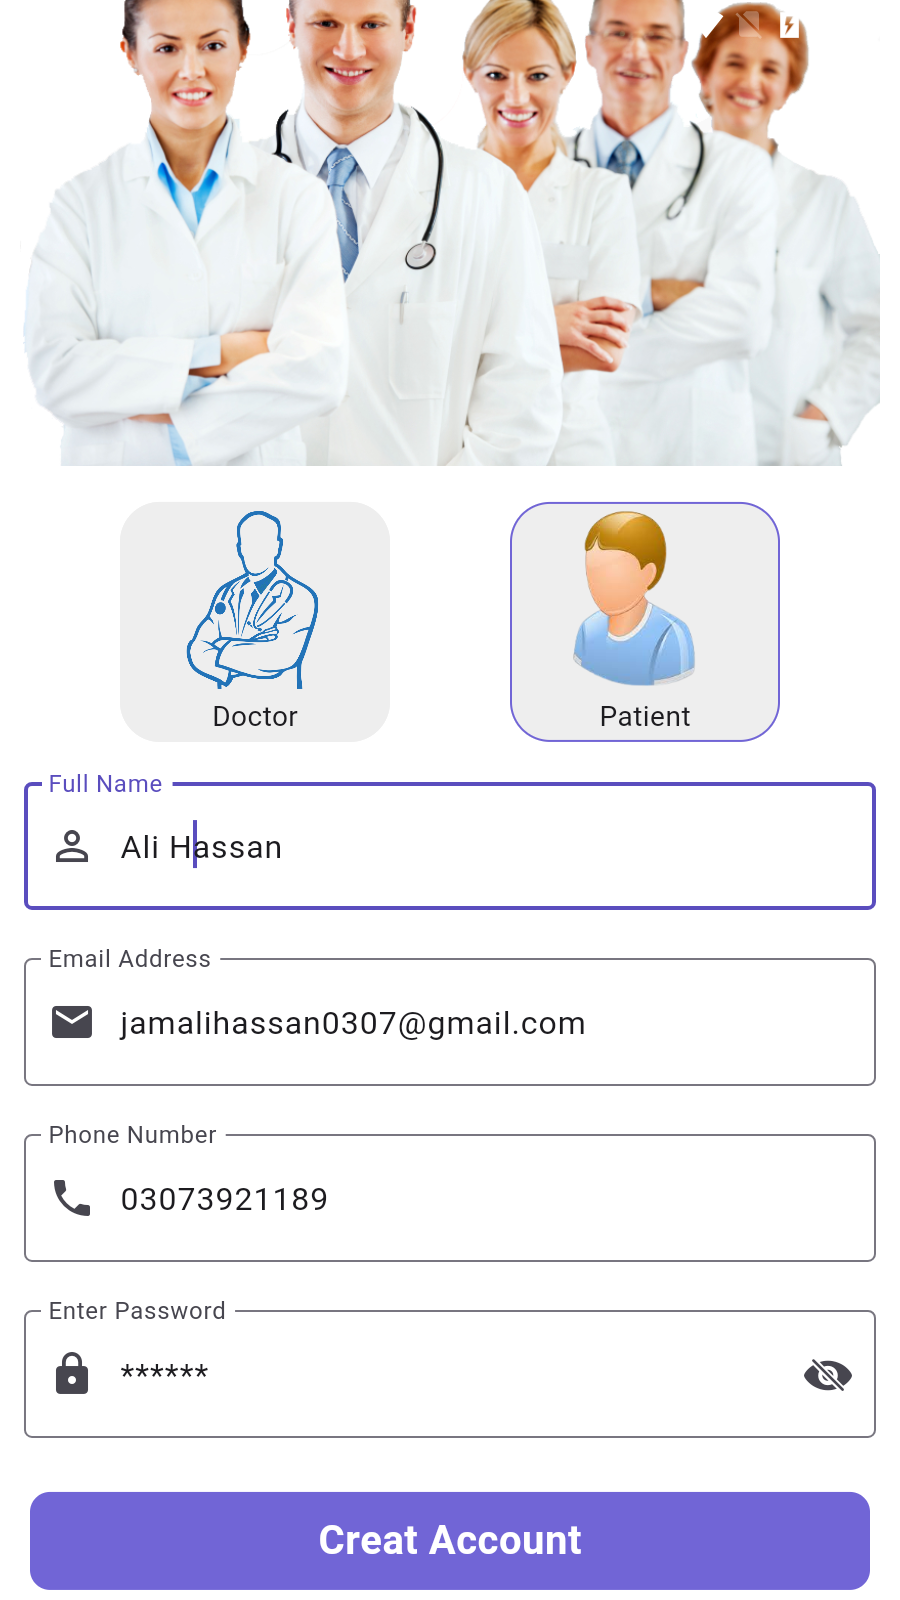 Doctor
Patient
Full Name
Ali Hassan
Email Address
jamalihassan0307@gmail.com
Phone Number
03073921189
Enter Password
******
Creat Account